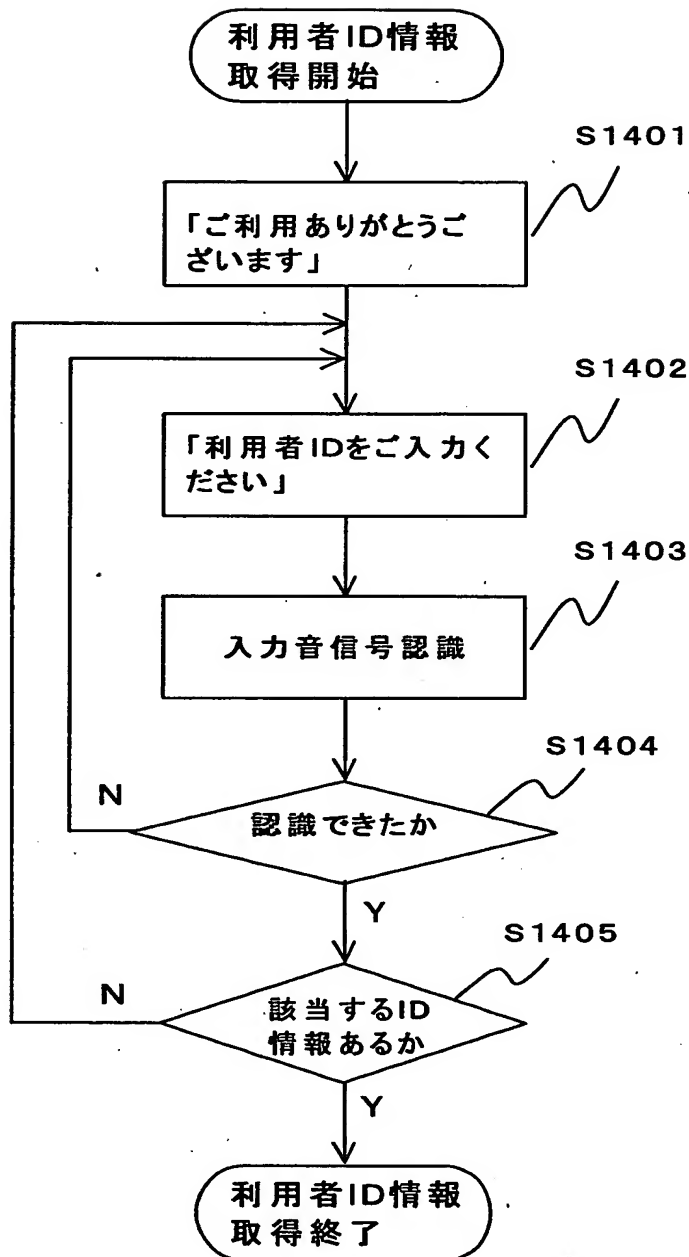 利用者ID情報
取得開始
S1401
「ご利用ありがとうご
ざいます」
S1402
「利用者IDをご入力く
ださい」
S1403
入力音信号認識
S1404
認識できたか
N
Y
S1405
該当するID
情報あるか
N
Y
利用者ID情報
取得終了